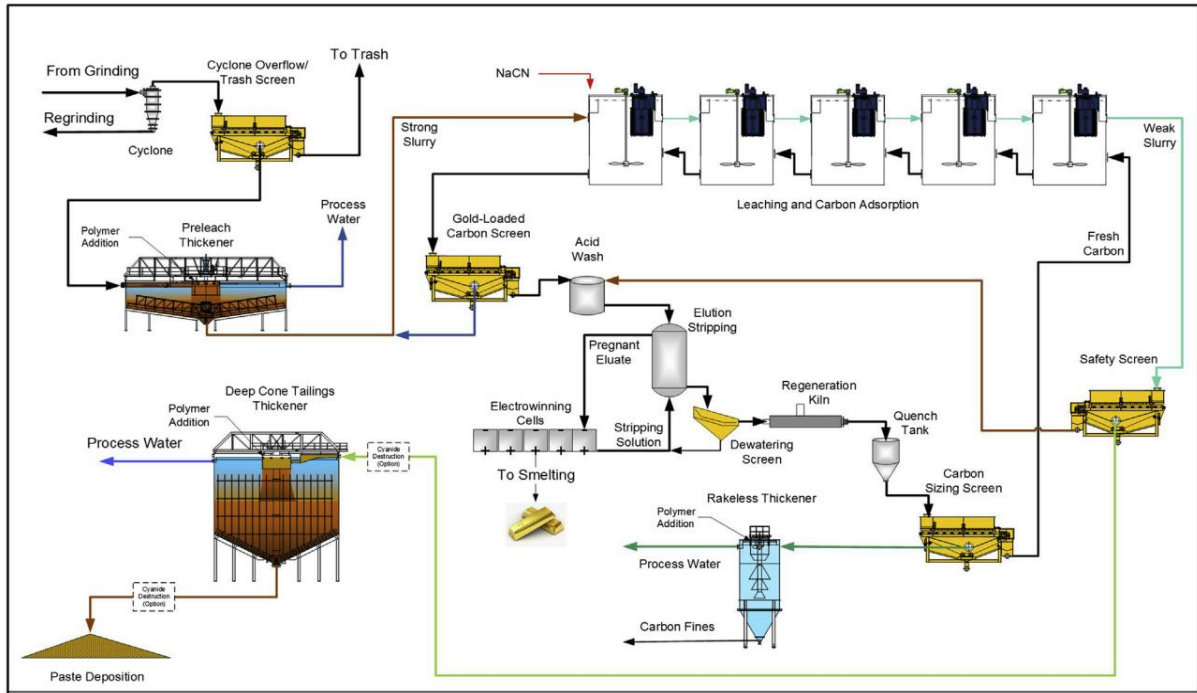 From Grinding
Regrinding
Cyclone
Cyclone Overflow/
Trash Screen
To Trash
NaCN
Strong
Slurry
Weak
Slurry
Leaching and Carbon Adsorption
Process
Water
Preleach
Thickener
Polymer
Addition
Gold-Loaded
Carbon Screen
Acid
Wash
Fresh
Carbon
Elution
Stripping
Pregnant
Eluate
Safety Screen
Regeneration
Kiln
Electrowinning
Cells
Stripping
Solution
Dewatering
Screen
Quench
Tank
Deep Cone Tailings
Thickener
Polymer
Addition
Process Water
Cyanide
Destruction
(Option)
To Smelting
Carbon
Sizing Screen
Rakeless Thickener
Polymer
Addition
Process Water
Carbon Fines
Cyanide
Destruction
(Option)
Paste Deposition